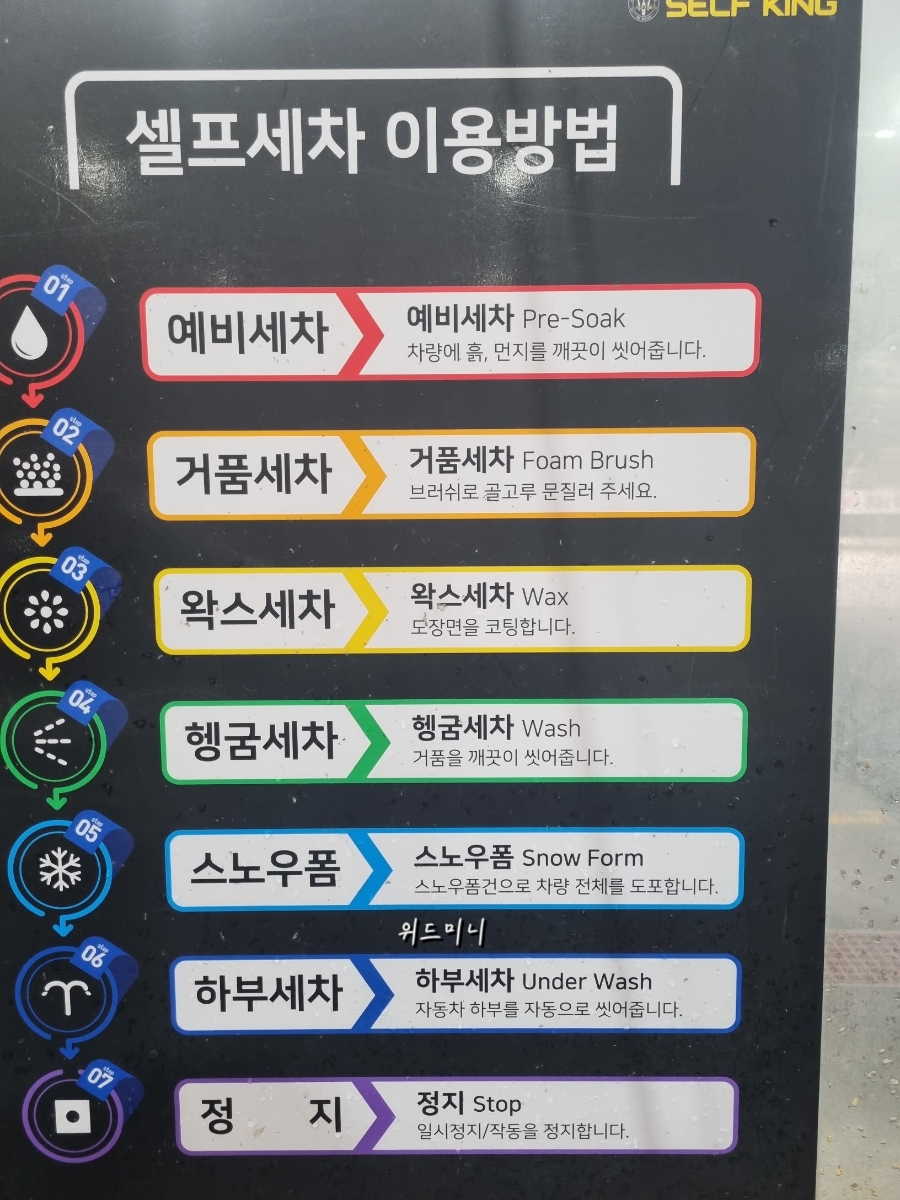 SELF KING
셀프세차 이용방법
step
01
예비세차
예비세차 Pre-Soak
차량에 흙, 먼지를 깨끗이 씻어줍니다.
step
02
거품세차
거품세차 Foam Brush
브러쉬로 골고루 문질러 주세요.
step
03
왁스세차
왁스세차 Wax
도장면을 코팅합니다.
step
04
헹굼세차
헹굼세차 Wash
거품을 깨끗이 씻어줍니다.
step
05
스노우폼
스노우폼 Snow Form
스노우폼건으로 차량 전체를 도포합니다.
위드미니
step
06
하부세차
하부세차 Under Wash
자동차 하부를 자동으로 씻어줍니다.
step
07
정 지
정지 Stop
일시정지/작동을 정지합니다.